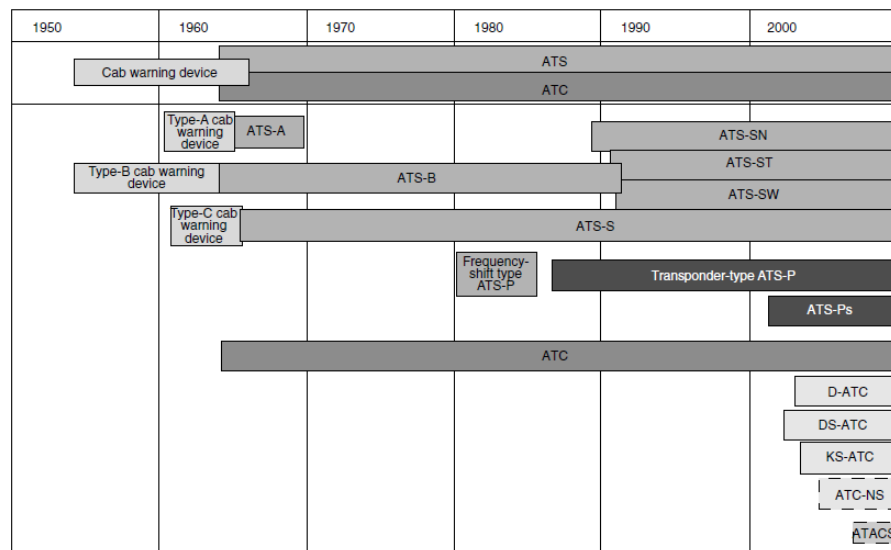 1950 1960 1970 1980 1990 2000
ATS
Cab warning device
ATC
Type-A cab
warning
device
ATS-A
ATS-SN
ATS-ST
Type-B cab warning
device
ATS-B
ATS-SW
Type-C cab
warning
device
ATS-S
Frequency-
shift type
ATS-P
Transponder-type ATS-P
ATS-Ps
ATC
D-ATC
DS-ATC
KS-ATC
ATC-NS
ATACS